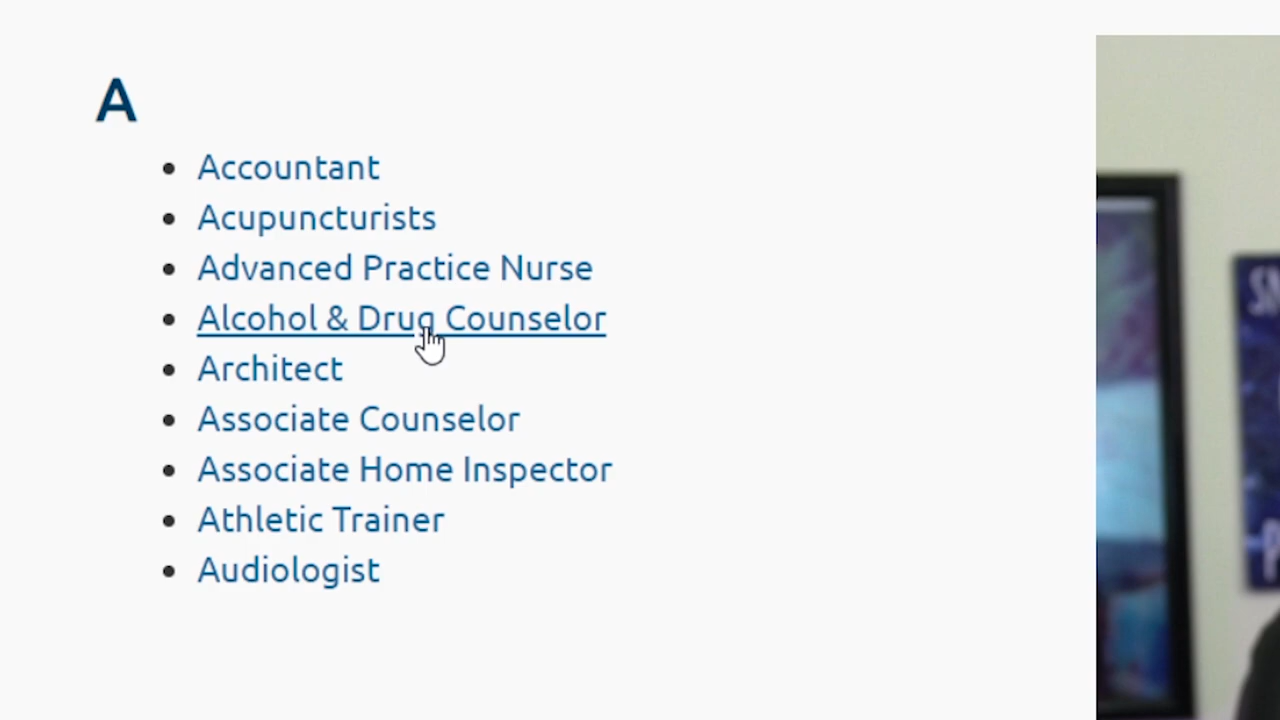 A
Accountant
Acupuncturists
Advanced Practice Nurse
Alcohol & Drug Counselor
Architect
Associate Counselor
Associate Home Inspector
Athletic Trainer
Audiologist